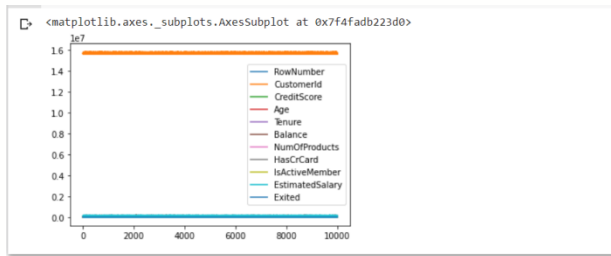 <matplotlib.axes._subplots.AxesSubplot at 0x7f4fadb223d0>
1e7
1.6
1.4
1.2
1.0
0.8
0.6
0.4
0.2
0.0
RowNumber
CustomerId
CreditScore
Age
Tenure
Balance
NumOfProducts
HasCrCard
IsActiveMember
EstimatedSalary
Exited
0 2000 4000 6000 8000 10000